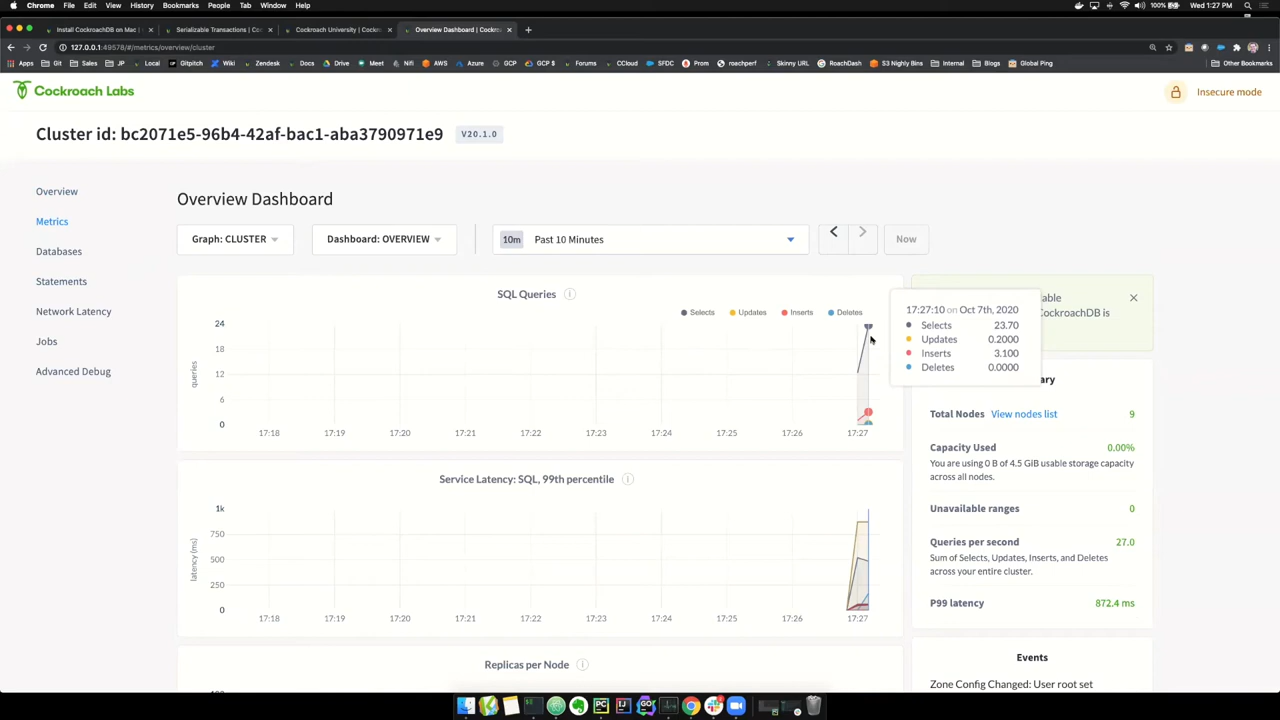 Chrome File Edit View History Bookmarks People Tab Window Help 100% Wed 1:27 PM
Install CockroachDB on Mac | Serializable Transactions | Coc Cockroach University | Cockro Overview Dashboard | Cockro
127.0.0.1:49578/#/metrics/overview/cluster
Apps Git Sales JP Local Gitpitch Wiki Zendesk Docs Drive Meet Nifi AWS Azure GCP GCP $ Forums CCloud SFDC Prom roachperf Skinny URL RoachDash S3 Nighly Bins Internal Blogs Global Ping Other Bookmarks
Cockroach Labs
Insecure mode
Cluster id: bc2071e5-96b4-42af-bac1-aba3790971e9 V20.1.0
Overview
Metrics
Databases
Statements
Network Latency
Jobs
Advanced Debug
Overview Dashboard
Graph: CLUSTER Dashboard: OVERVIEW 10m Past 10 Minutes Now
SQL Queries
Selects Updates Inserts Deletes
queries
24
18
12
6
0
17:18 17:19 17:20 17:21 17:22 17:23 17:24 17:25 17:26 17:27
17:27:10 on Oct 7th, 2020
Selects 23.70
Updates 0.2000
Inserts 3.100
Deletes 0.0000
able
CockroachDB is
Service Latency: SQL, 99th percentile
latency (ms)
1k
750
500
250
0
17:18 17:19 17:20 17:21 17:22 17:23 17:24 17:25 17:26 17:27
Replicas per Node
ary
Total Nodes View nodes list 9
Capacity Used 0.00%
You are using 0 B of 4.5 GiB usable storage capacity
across all nodes.
Unavailable ranges 0
Queries per second 27.0
Sum of Selects, Updates, Inserts, and Deletes
across your entire cluster.
P99 latency 872.4 ms
Events
Zone Config Changed: User root set